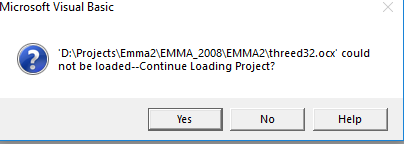 Microsoft Visual Basic
'D:\Projects\Emma2\EMMA_2008\EMMA2\threed32.ocx' could
not be loaded--Continue Loading Project?
Yes No Help